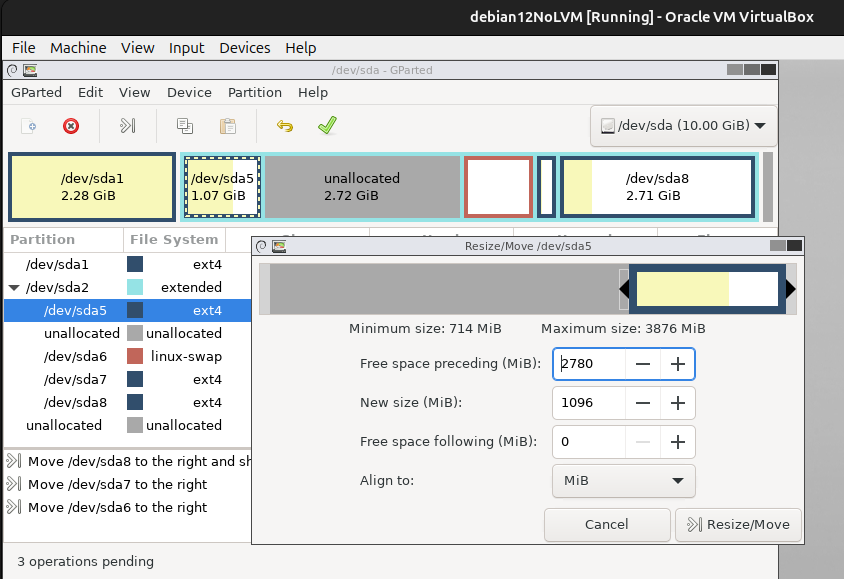 debian12NoLVM [Running] - Oracle VM VirtualBox
File Machine View Input Devices Help
/dev/sda - GParted
GParted Edit View Device Partition Help
/dev/sda (10.00 GiB)
/dev/sda1 /dev/sda5 unallocated /dev/sda8
2.28 GiB 1.07 GiB 2.72 GiB 2.71 GiB
Partition File System
/dev/sda1 ext4
/dev/sda2 extended
/dev/sda5 ext4
unallocated unallocated
/dev/sda6 linux-swap
/dev/sda7 ext4
/dev/sda8 ext4
unallocated unallocated
Move /dev/sda8 to the right and sh
Move /dev/sda7 to the right
Move /dev/sda6 to the right
3 operations pending
Resize/Move /dev/sda5
Minimum size: 714 MiB Maximum size: 3876 MiB
Free space preceding (MiB): 2780
New size (MiB): 1096
Free space following (MiB): 0
Align to: MiB
Cancel Resize/Move